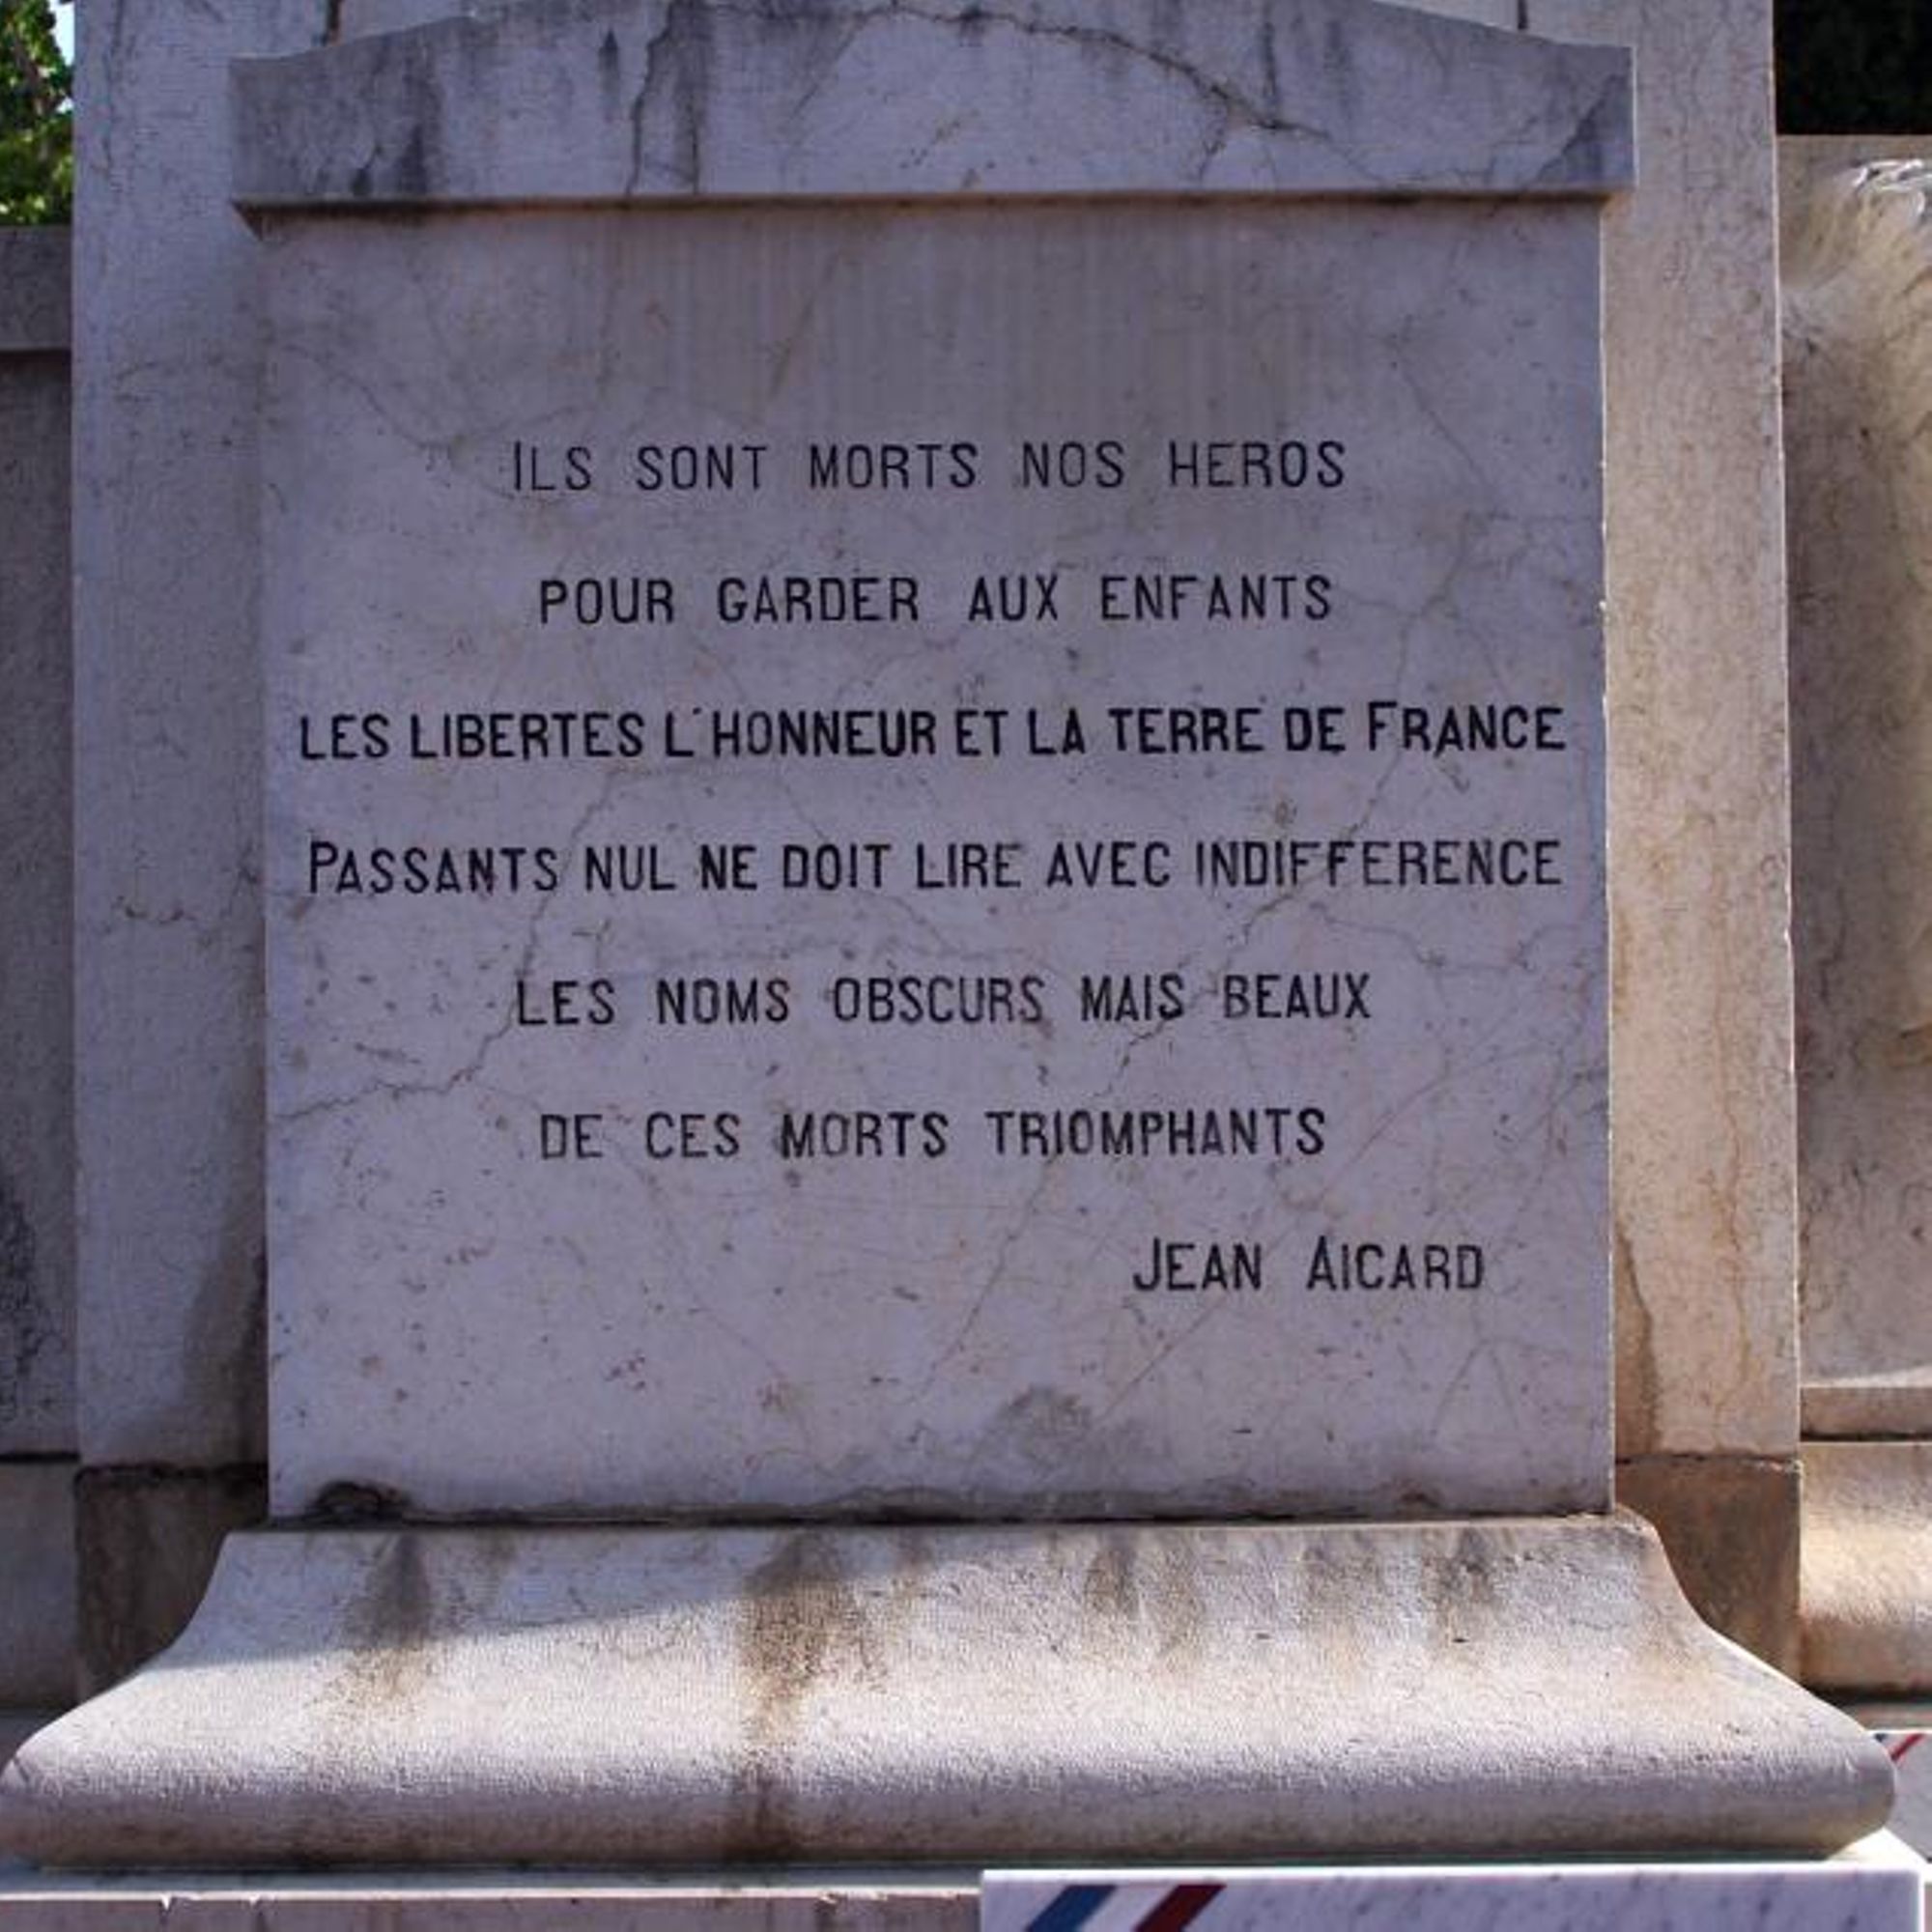 ILS SONT MORTS NOS HEROS
POUR GARDER AUX ENFANTS
LES LIBERTES L'HONNEUR ET LA TERRE DE FRANCE
PASSANTS NUL NE DOIT LIRE AVEC INDIFFERENCE
LES NOMS OBSCURS MAIS BEAUX
DE CES MORTS TRIOMPHANTS
JEAN AICARD